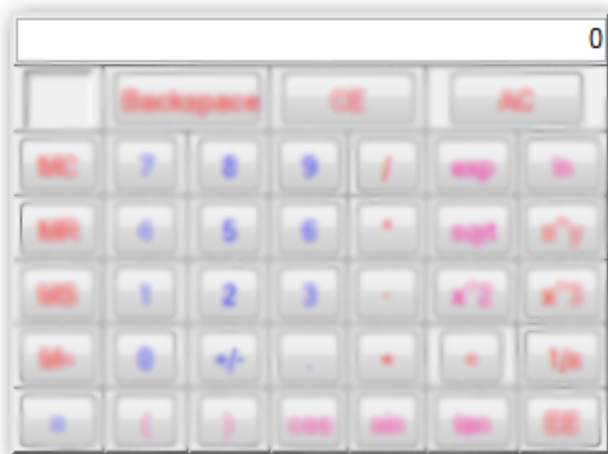 0
Backspace CE AC
MC 7 8 9 / exp ln
MR 4 5 6 * sqrt x^y
MS 1 2 3 - x^2 x^3
M+ 0 +/- . + = 1/x
( ) cos sin tan EE